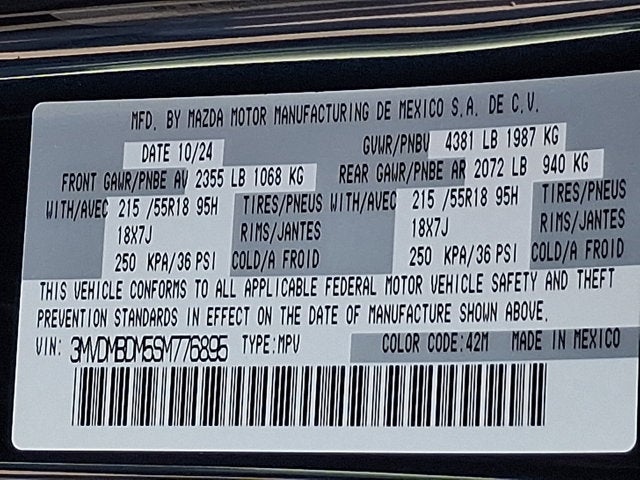 MFD. BY MAZDA MOTOR MANUFACTURING DE MEXICO S.A. DE C.V.
DATE 10/24 GVWR/PNBV 4381 LB 1987 KG
FRONT GAWR/PNBE AV 2355 LB 1068 KG REAR GAWR/PNBE AR 2072 LB 940 KG
WITH/AVEC 215 /55R18 95H TIRES/PNEUS WITH/AVEC 215 /55R18 95H TIRES/PNEUS
18X7J RIMS/JANTES 18X7J RIMS/JANTES
250 KPA/36 PSI COLD/A FROID 250 KPA/36 PSI COLD/A FROID
THIS VEHICLE CONFORMS TO ALL APPLICABLE FEDERAL MOTOR VEHICLE SAFETY AND THEFT
PREVENTION STANDARDS IN EFFECT ON THE DATE OF MANUFACTURE SHOWN ABOVE.
VIN: 3MVDMBDM5SM776895 TYPE:MPV COLOR CODE:42M MADE IN MEXICO